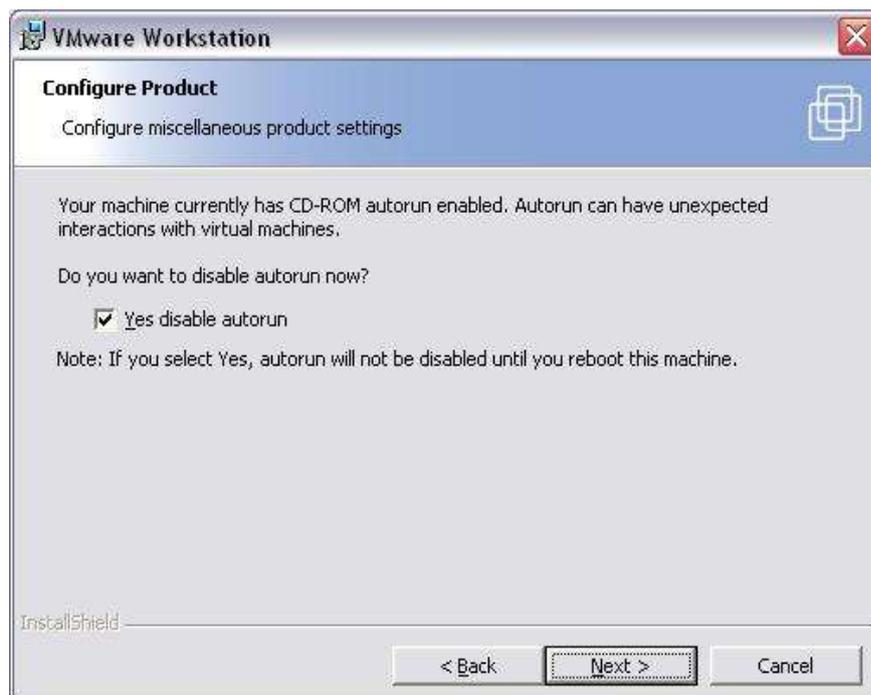 VMware Workstation
Configure Product
Configure miscellaneous product settings
Your machine currently has CD-ROM autorun enabled. Autorun can have unexpected
interactions with virtual machines.
Do you want to disable autorun now?
Yes disable autorun
Note: If you select Yes, autorun will not be disabled until you reboot this machine.
InstallShield
< Back
Next >
Cancel